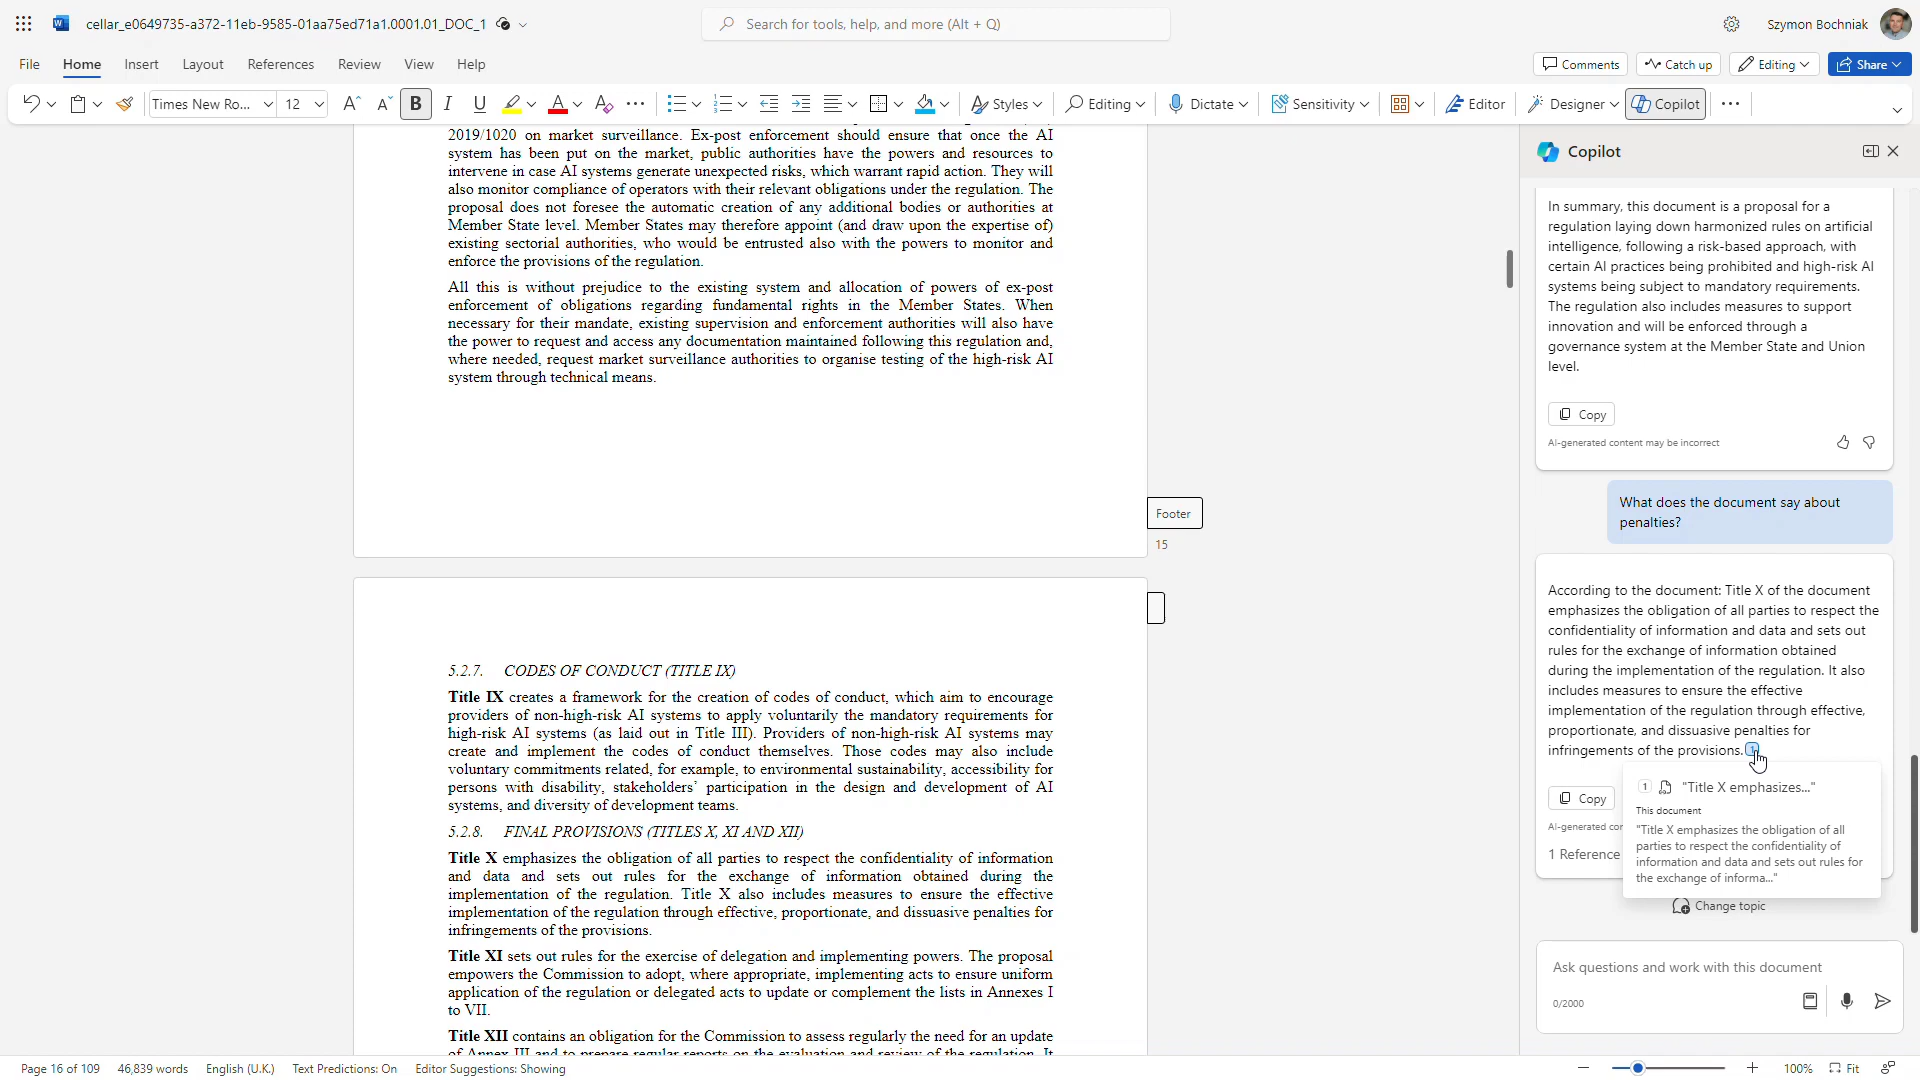 cellar_e0649735-a372-11eb-9585-01aa75ed71a1.0001.01_DOC_1
Search for tools, help, and more (Alt + Q)
Szymon Bochniak
File Home Insert Layout References Review View Help
Comments Catch up Editing Share
Times New Ro... 12 B I U Styles Editing Dictate Sensitivity Editor Designer Copilot
2019/1020 on market surveillance. Ex-post enforcement should ensure that once the AI
system has been put on the market, public authorities have the powers and resources to
intervene in case AI systems generate unexpected risks, which warrant rapid action. They will
also monitor compliance of operators with their relevant obligations under the regulation. The
proposal does not foresee the automatic creation of any additional bodies or authorities at
Member State level. Member States may therefore appoint (and draw upon the expertise of)
existing sectorial authorities, who would be entrusted also with the powers to monitor and
enforce the provisions of the regulation.
All this is without prejudice to the existing system and allocation of powers of ex-post
enforcement of obligations regarding fundamental rights in the Member States. When
necessary for their mandate, existing supervision and enforcement authorities will also have
the power to request and access any documentation maintained following this regulation and,
where needed, request market surveillance authorities to organise testing of the high-risk AI
system through technical means.
Footer
15
5.2.7. CODES OF CONDUCT (TITLE IX)
Title IX creates a framework for the creation of codes of conduct, which aim to encourage
providers of non-high-risk AI systems to apply voluntarily the mandatory requirements for
high-risk AI systems (as laid out in Title III). Providers of non-high-risk AI systems may
create and implement the codes of conduct themselves. Those codes may also include
voluntary commitments related, for example, to environmental sustainability, accessibility for
persons with disability, stakeholders' participation in the design and development of AI
systems, and diversity of development teams.
5.2.8. FINAL PROVISIONS (TITLES X, XI AND XII)
Title X emphasizes the obligation of all parties to respect the confidentiality of information
and data and sets out rules for the exchange of information obtained during the
implementation of the regulation. Title X also includes measures to ensure the effective
implementation of the regulation through effective, proportionate, and dissuasive penalties for
infringements of the provisions.
Title XI sets out rules for the exercise of delegation and implementing powers. The proposal
empowers the Commission to adopt, where appropriate, implementing acts to ensure uniform
application of the regulation or delegated acts to update or complement the lists in Annexes I
to VII.
Title XII contains an obligation for the Commission to assess regularly the need for an update
of Annex III and to prepare regular reports on the evaluation and review of the regulation. It
Copilot
In summary, this document is a proposal for a
regulation laying down harmonized rules on artificial
intelligence, following a risk-based approach, with
certain AI practices being prohibited and high-risk AI
systems being subject to mandatory requirements.
The regulation also includes measures to support
innovation and will be enforced through a
governance system at the Member State and Union
level.
Copy
AI-generated content may be incorrect
What does the document say about
penalties?
According to the document: Title X of the document
emphasizes the obligation of all parties to respect the
confidentiality of information and data and sets out
rules for the exchange of information obtained
during the implementation of the regulation. It also
includes measures to ensure the effective
implementation of the regulation through effective,
proportionate, and dissuasive penalties for
infringements of the provisions. 1
1 "Title X emphasizes..."
This document
"Title X emphasizes the obligation of all
parties to respect the confidentiality of
information and data and sets out rules for
the exchange of informa..."
Copy
AI-generated
1 Reference
Change topic
Ask questions and work with this document
0/2000
Page 16 of 109 46,839 words English (U.K.) Text Predictions: On Editor Suggestions: Showing 100% Fit